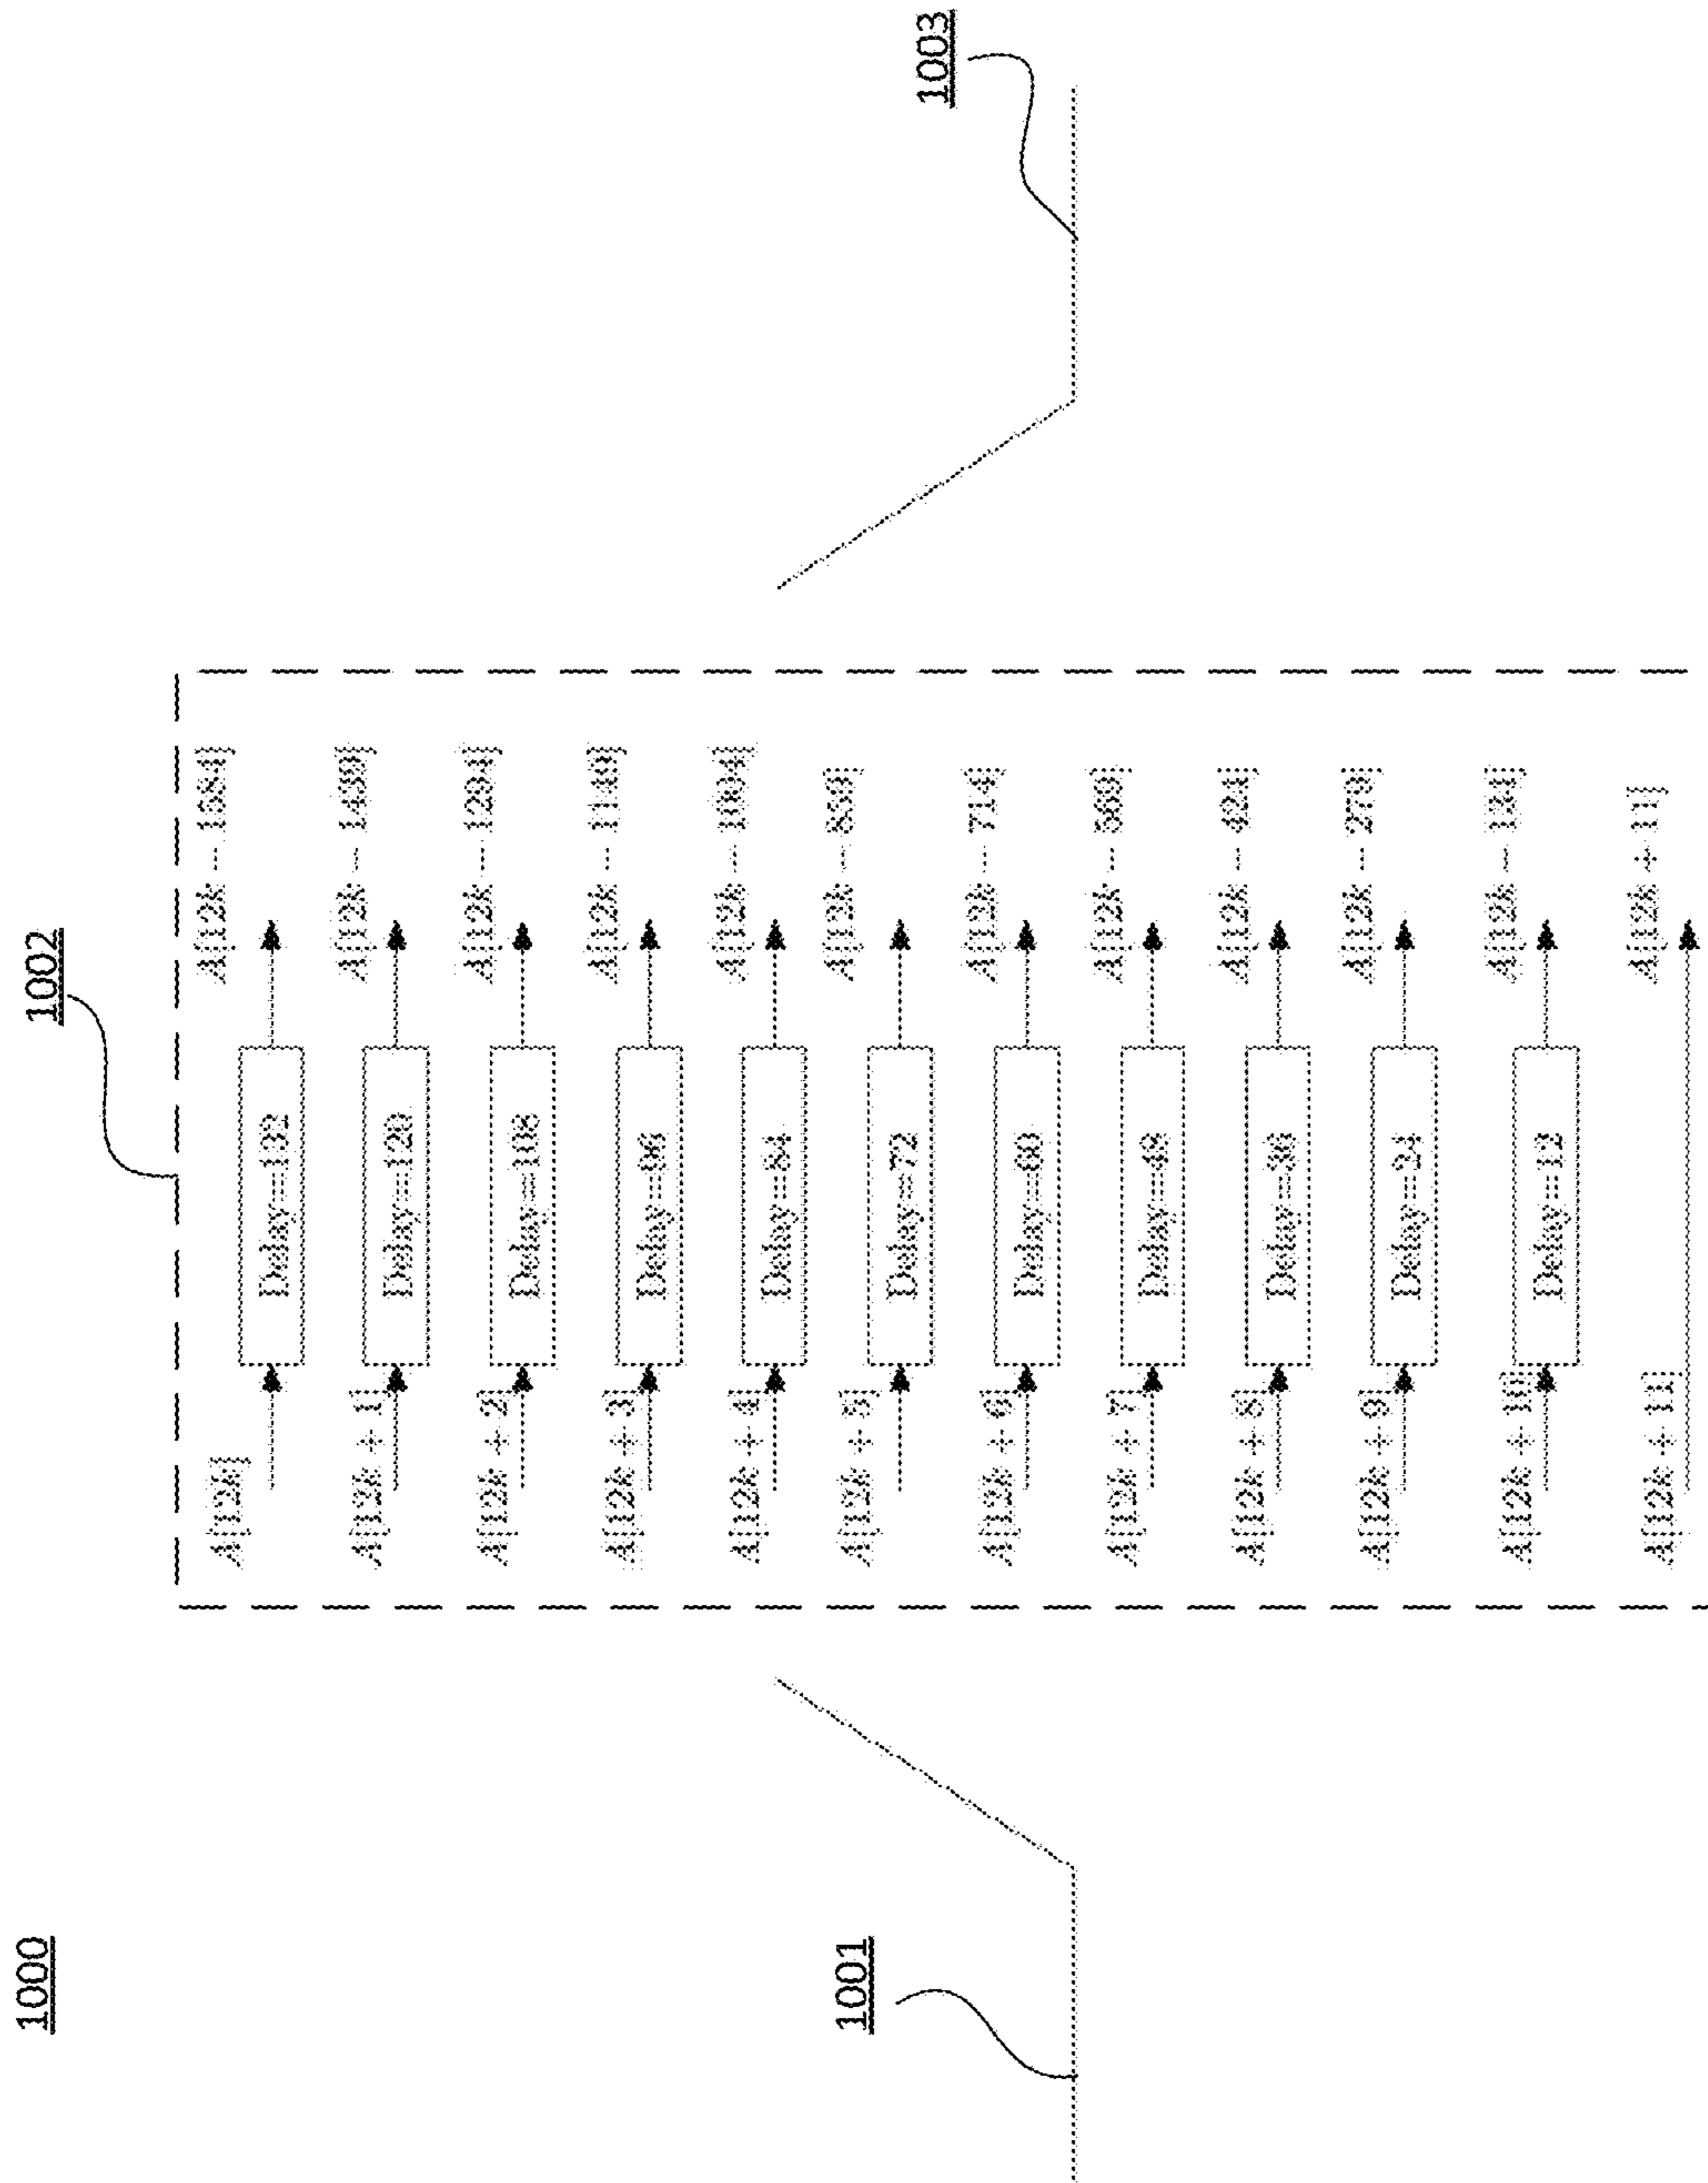 1000
1002
A[12k] Delay=132 A[12k − 1584]
A[12k + 1] Delay=120 A[12k − 1439]
A[12k + 2] Delay=108 A[12k − 1294]
A[12k + 3] Delay=96 A[12k − 1149]
A[12k + 4] Delay=84 A[12k − 1004]
1001
A[12k + 5] Delay=72 A[12k − 859]
1003
A[12k + 6] Delay=60 A[12k − 714]
A[12k + 7] Delay=48 A[12k − 569]
A[12k + 8] Delay=36 A[12k − 424]
A[12k + 9] Delay=24 A[12k − 279]
A[12k + 10] Delay=12 A[12k − 134]
A[12k + 11] A[12k + 11]